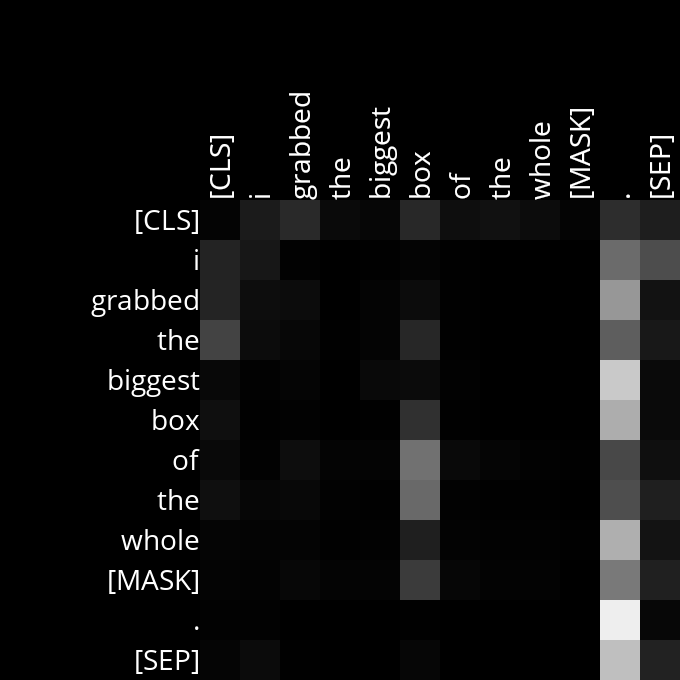 [CLS] i grabbed the biggest box of the whole [MASK] . [SEP]
[CLS]
i
grabbed
the
biggest
box
of
the
whole
[MASK]
.
[SEP]